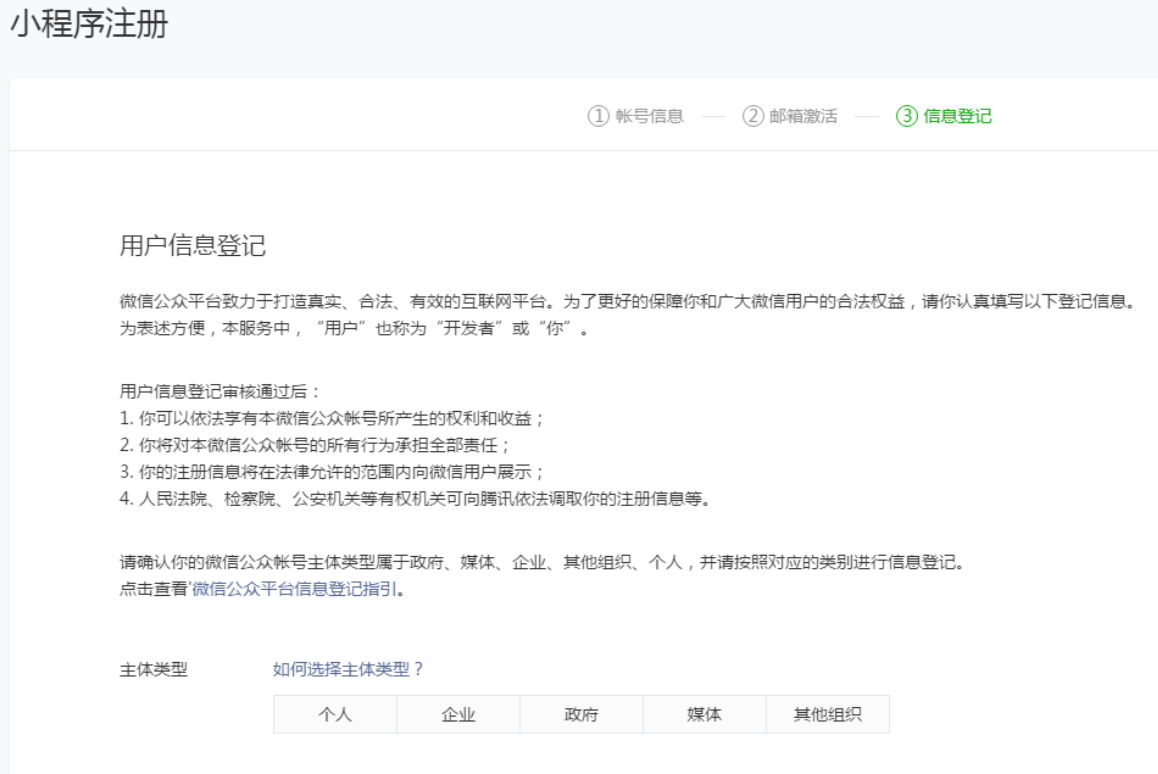 小程序注册
① 帐号信息 — ② 邮箱激活 — ③ 信息登记
用户信息登记
微信公众平台致力于打造真实、合法、有效的互联网平台。为了更好的保障你和广大微信用户的合法权益，请你认真填写以下登记信息。
为表述方便，本服务中，“用户”也称为“开发者”或“你”。
用户信息登记审核通过后：
1. 你可以依法享有本微信公众帐号所产生的权利和收益；
2. 你将对本微信公众帐号的所有行为承担全部责任；
3. 你的注册信息将在法律允许的范围内向微信用户展示；
4. 人民法院、检察院、公安机关等有权机关可向腾讯依法调取你的注册信息等。
请确认你的微信公众帐号主体类型属于政府、媒体、企业、其他组织、个人，并请按照对应的类别进行信息登记。
点击查看'微信公众平台信息登记指引。
主体类型 如何选择主体类型？
个人 企业 政府 媒体 其他组织